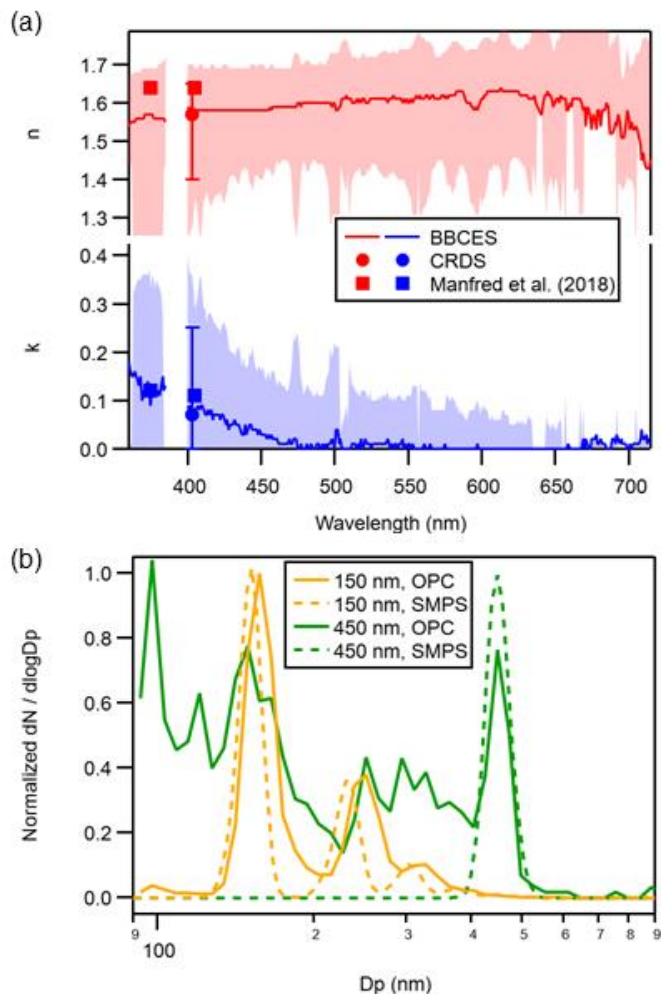 (a)
1.7
1.6
1.5
1.4
1.3
n
BBCES
CRDS
Manfred et al. (2018)
0.4
0.3
0.2
0.1
0.0
k
400 450 500 550 600 650 700
Wavelength (nm)
(b)
1.0
0.8
0.6
0.4
0.2
0.0
Normalized dN / dlogDp
150 nm, OPC
150 nm, SMPS
450 nm, OPC
450 nm, SMPS
9 2 3 4 5 6 7 8 9
100
Dp (nm)